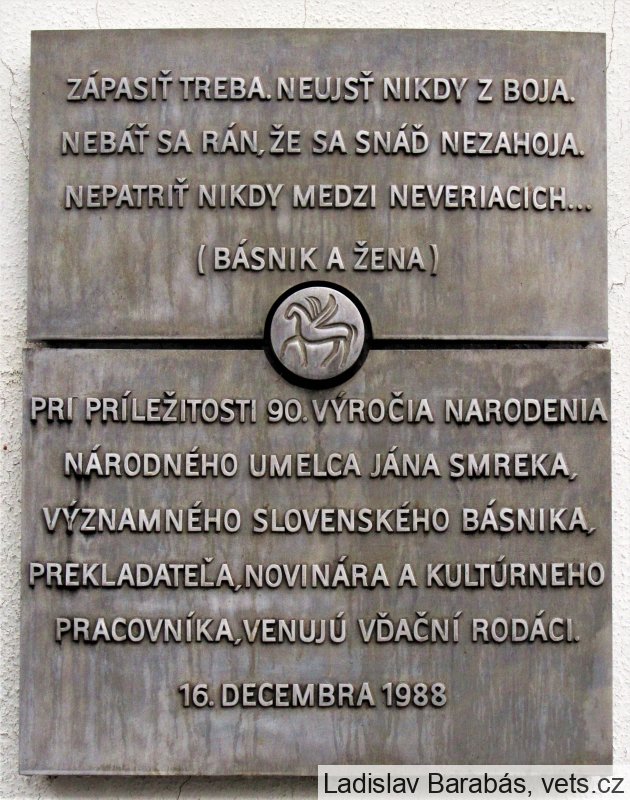 ZÁPASIŤ TREBA. NEUJSŤ NIKDY Z BOJA.
NEBÁŤ SA RÁN, ŽE SA SNÁĎ NEZAHOJA.
NEPATRIŤ NIKDY MEDZI NEVERIACICH...
(BÁSNIK A ŽENA)
PRI PRÍLEŽITOSTI 90. VÝROČIA NARODENIA
NÁRODNÉHO UMELCA JÁNA SMREKA,
VÝZNAMNÉHO SLOVENSKÉHO BÁSNIKA,
PREKLADATEĽA, NOVINÁRA A KULTÚRNEHO
PRACOVNÍKA, VENUJÚ VĎAČNÍ RODÁCI.
16. DECEMBRA 1988
Ladislav Barabás, vets.cz